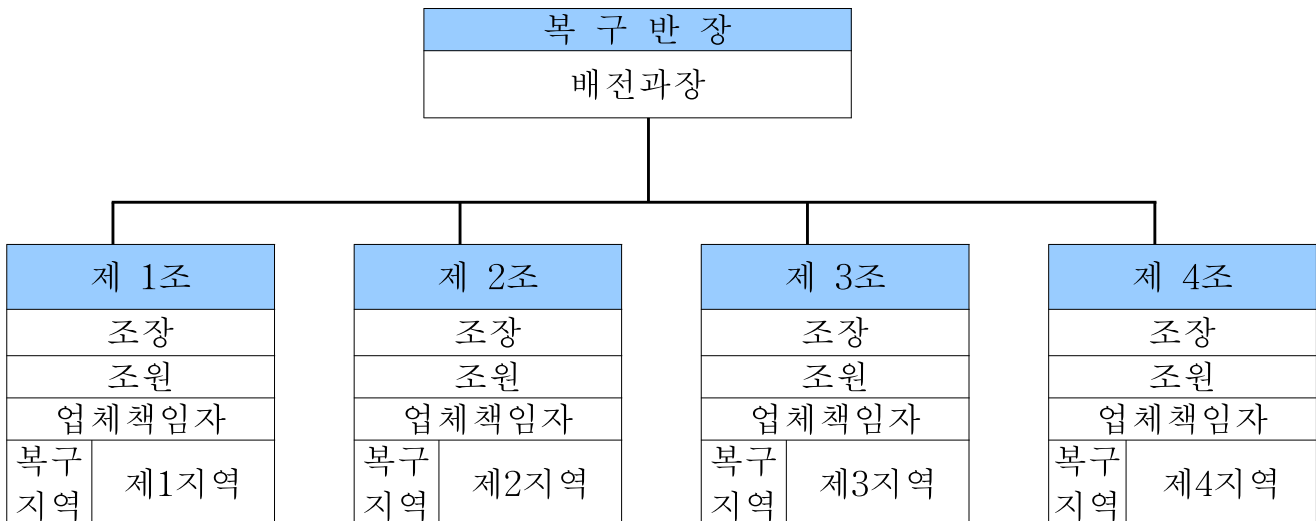 복 구 반 장
배전과장
제 1조
조장
조원
업체책임자
복구
지역
제1지역
제 2조
조장
조원
업체책임자
복구
지역
제2지역
제 3조
조장
조원
업체책임자
복구
지역
제3지역
제 4조
조장
조원
업체책임자
복구
지역
제4지역